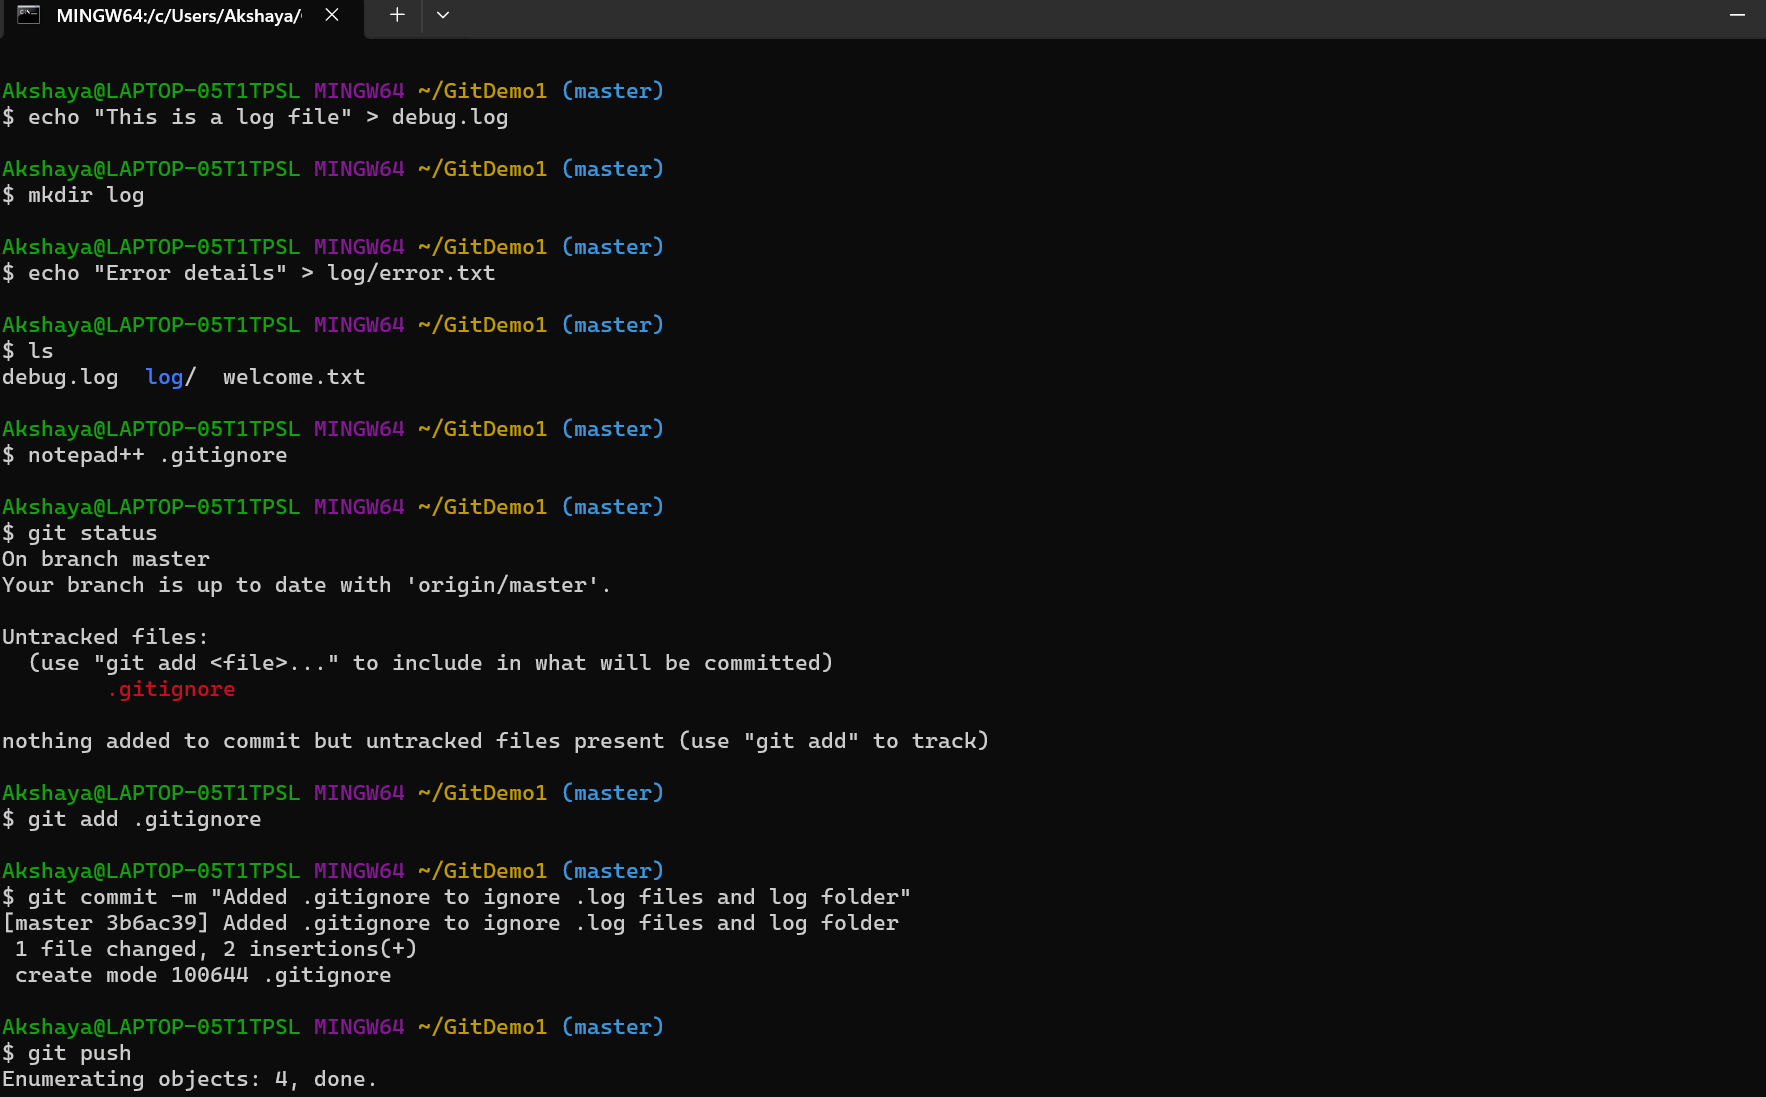 MINGW64:/c/Users/Akshaya/
Akshaya@LAPTOP-05T1TPSL MINGW64 ~/GitDemo1 (master)
$ echo "This is a log file" > debug.log
Akshaya@LAPTOP-05T1TPSL MINGW64 ~/GitDemo1 (master)
$ mkdir log
Akshaya@LAPTOP-05T1TPSL MINGW64 ~/GitDemo1 (master)
$ echo "Error details" > log/error.txt
Akshaya@LAPTOP-05T1TPSL MINGW64 ~/GitDemo1 (master)
$ ls
debug.log  log/  welcome.txt
Akshaya@LAPTOP-05T1TPSL MINGW64 ~/GitDemo1 (master)
$ notepad++ .gitignore
Akshaya@LAPTOP-05T1TPSL MINGW64 ~/GitDemo1 (master)
$ git status
On branch master
Your branch is up to date with 'origin/master'.
Untracked files:
  (use "git add <file>..." to include in what will be committed)
        .gitignore
nothing added to commit but untracked files present (use "git add" to track)
Akshaya@LAPTOP-05T1TPSL MINGW64 ~/GitDemo1 (master)
$ git add .gitignore
Akshaya@LAPTOP-05T1TPSL MINGW64 ~/GitDemo1 (master)
$ git commit -m "Added .gitignore to ignore .log files and log folder"
[master 3b6ac39] Added .gitignore to ignore .log files and log folder
 1 file changed, 2 insertions(+)
 create mode 100644 .gitignore
Akshaya@LAPTOP-05T1TPSL MINGW64 ~/GitDemo1 (master)
$ git push
Enumerating objects: 4, done.